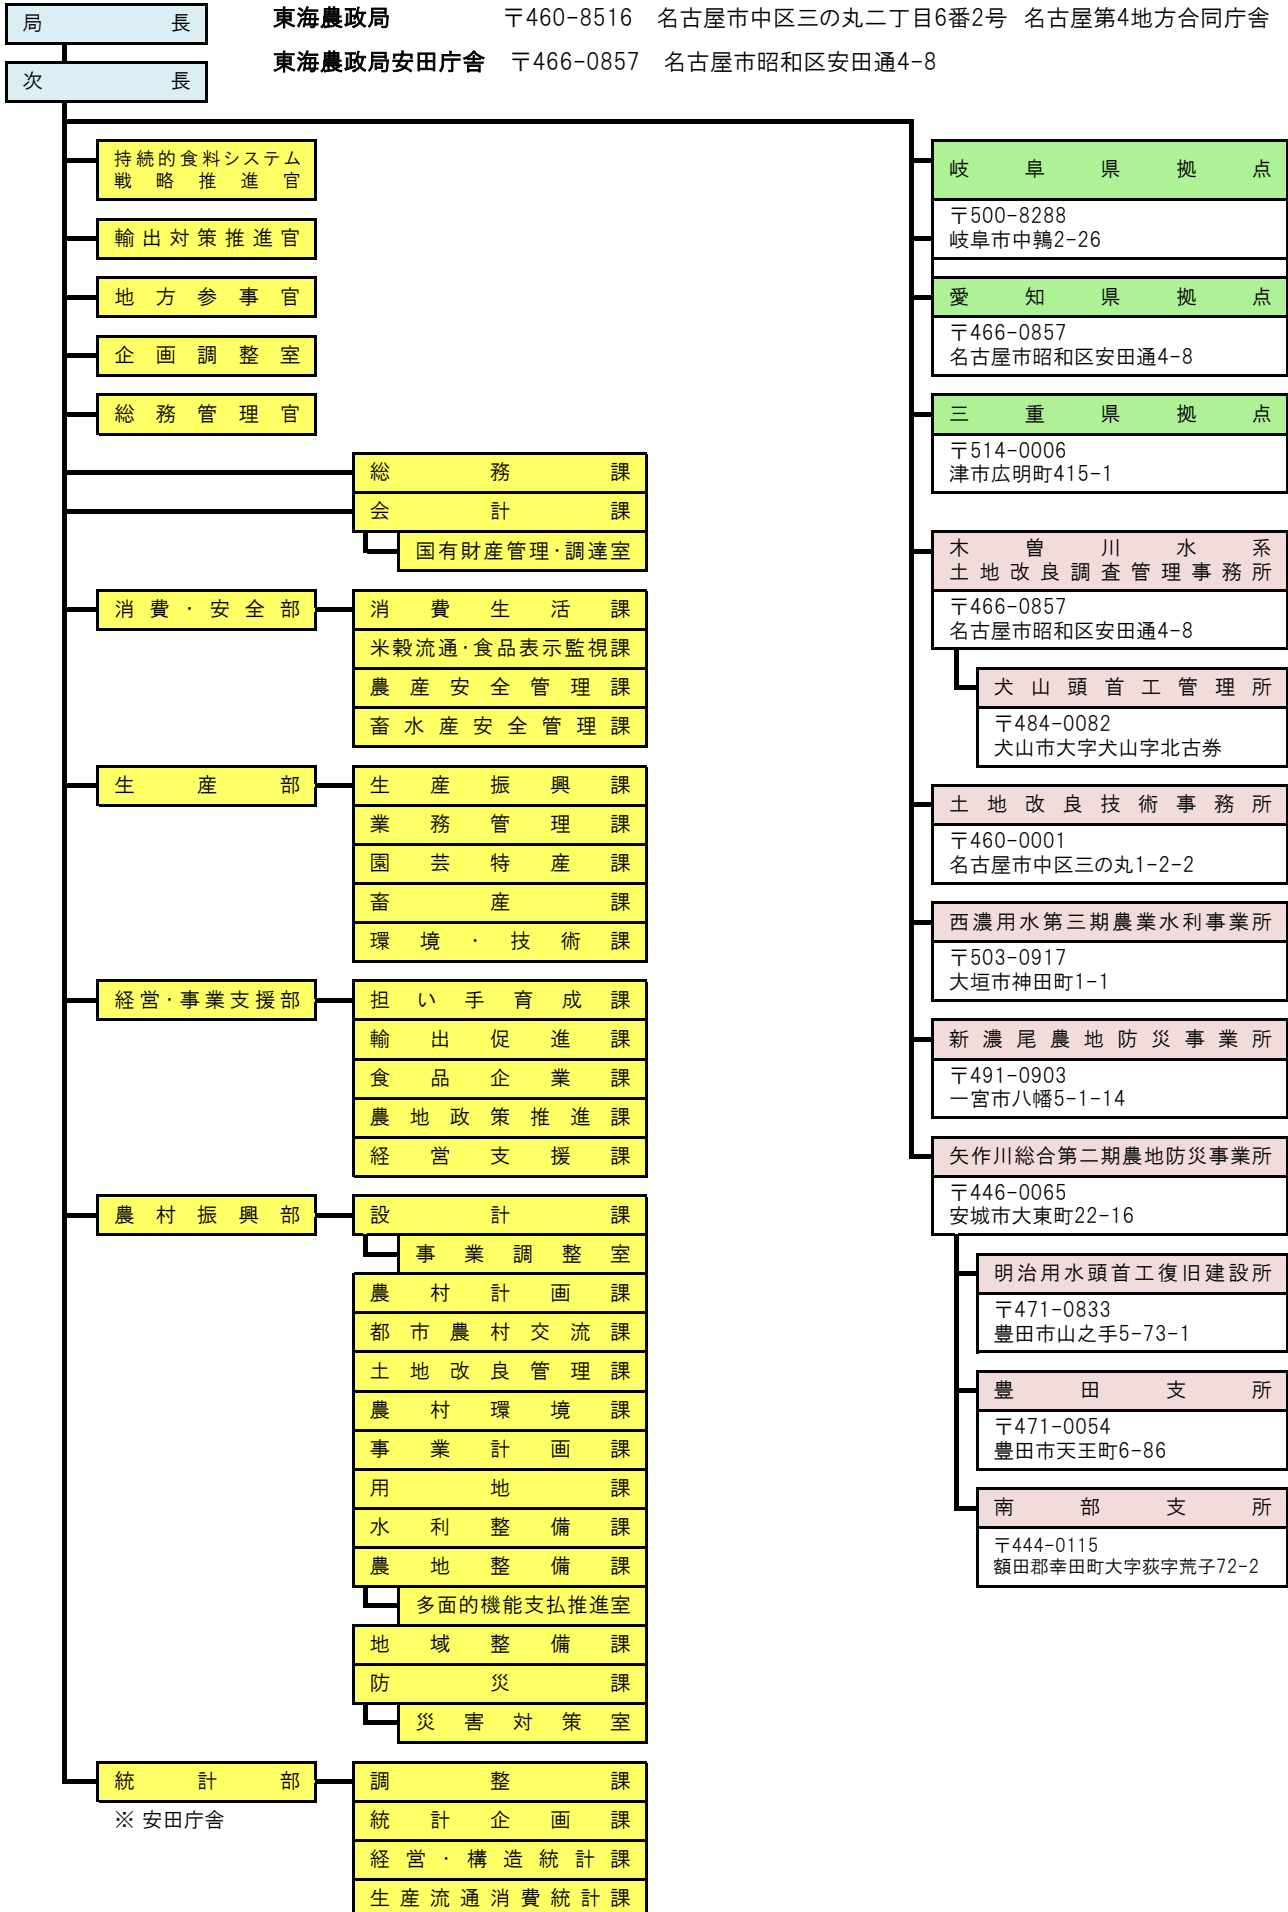 局長
東海農政局 〒460-8516 名古屋市中区三の丸二丁目6番2号 名古屋第4地方合同庁舎
次長
東海農政局安田庁舎 〒466-0857 名古屋市昭和区安田通4-8
持続的食料システム
戦略推進官
輸出対策推進官
地方参事官
企画調整室
総務管理官
総務課
会計課
国有財産管理・調達室
消費・安全部
消費生活課
米穀流通・食品表示監視課
農産安全管理課
畜水産安全管理課
生産部
生産振興課
業務管理課
園芸特産課
畜産課
環境・技術課
経営・事業支援部
担い手育成課
輸出促進課
食品企業課
農地政策推進課
経営支援課
農村振興部
設計課
事業調整室
農村計画課
都市農村交流課
土地改良管理課
農村環境課
事業計画課
用地課
水利整備課
農地整備課
多面的機能支払推進室
地域整備課
防災課
災害対策室
統計部
※ 安田庁舎
調整課
統計企画課
経営・構造統計課
生産流通消費統計課
岐阜県拠点
〒500-8288
岐阜市中鶉2-26
愛知県拠点
〒466-0857
名古屋市昭和区安田通4-8
三重県拠点
〒514-0006
津市広明町415-1
木曽川水系
土地改良調査管理事務所
〒466-0857
名古屋市昭和区安田通4-8
犬山頭首工管理所
〒484-0082
犬山市大字犬山字北古券
土地改良技術事務所
〒460-0001
名古屋市中区三の丸1-2-2
西濃用水第三期農業水利事業所
〒503-0917
大垣市神田町1-1
新濃尾農地防災事業所
〒491-0903
一宮市八幡5-1-14
矢作川総合第二期農地防災事業所
〒446-0065
安城市大東町22-16
明治用水頭首工復旧建設所
〒471-0833
豊田市山之手5-73-1
豊田支所
〒471-0054
豊田市天王町6-86
南部支所
〒444-0115
額田郡幸田町大字荻字荒子72-2